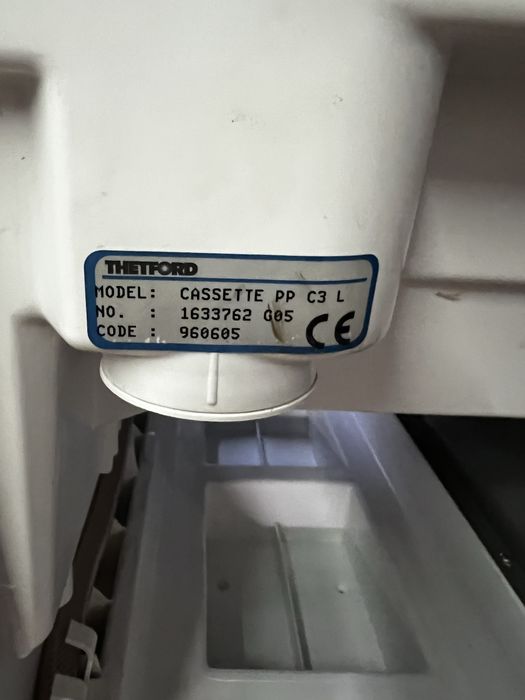 THETFORD
MODEL: CASSETTE PP C3 L
NO. : 1633762 G05
CODE : 960605
CE